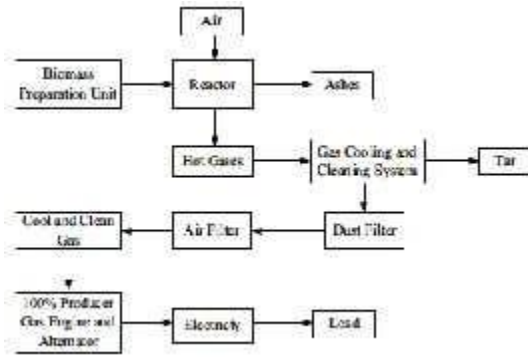 Air
Biomass
Preparation Unit
Reactor
Ashes
Hot Gases
Gas Cooling and
Cleaning System
Tar
Cool and Clean
Gas
Air Filter
Dust Filter
100% Producer
Gas Engine and
Alternator
Electricity
Load